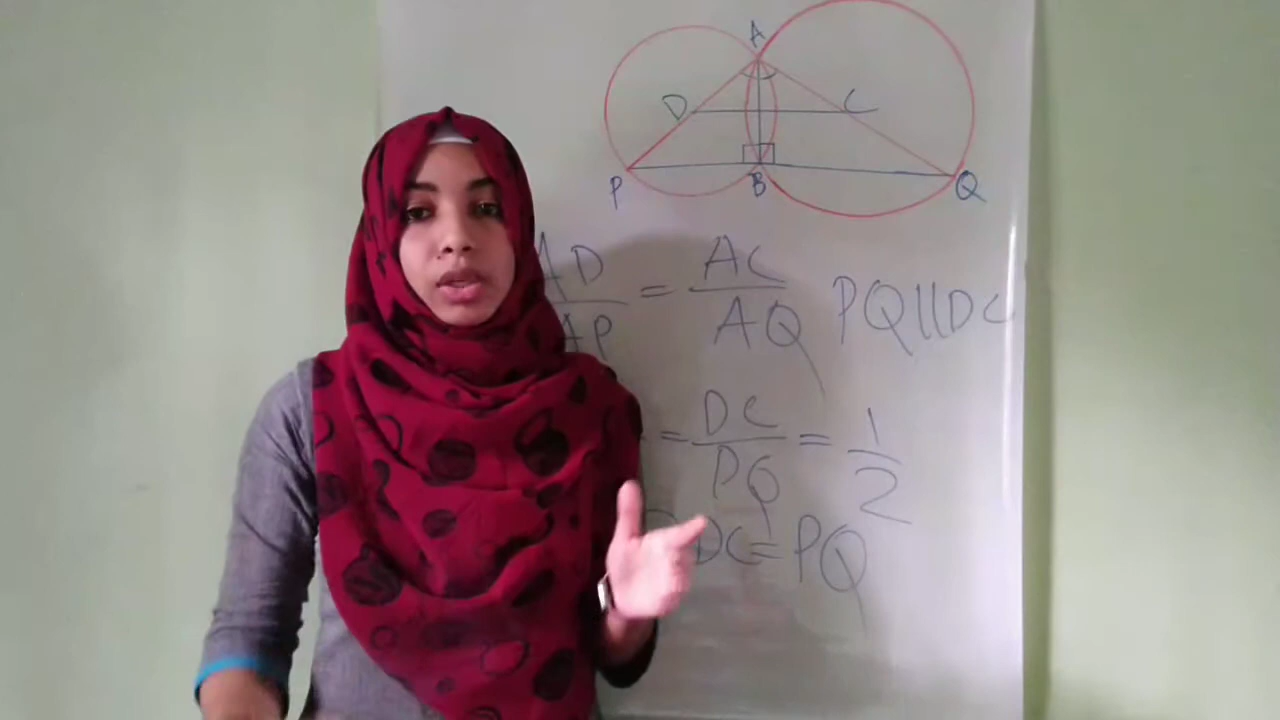 A
D C
P B Q
AD/AP = AC/AQ PQ||DC
= DC/PQ = 1/2
DC = PQ